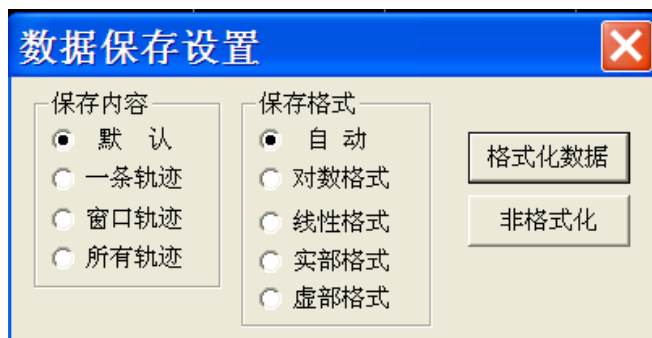 数据保存设置
保存内容
默 认
一条轨迹
窗口轨迹
所有轨迹
保存格式
自 动
对数格式
线性格式
实部格式
虚部格式
格式化数据
非格式化